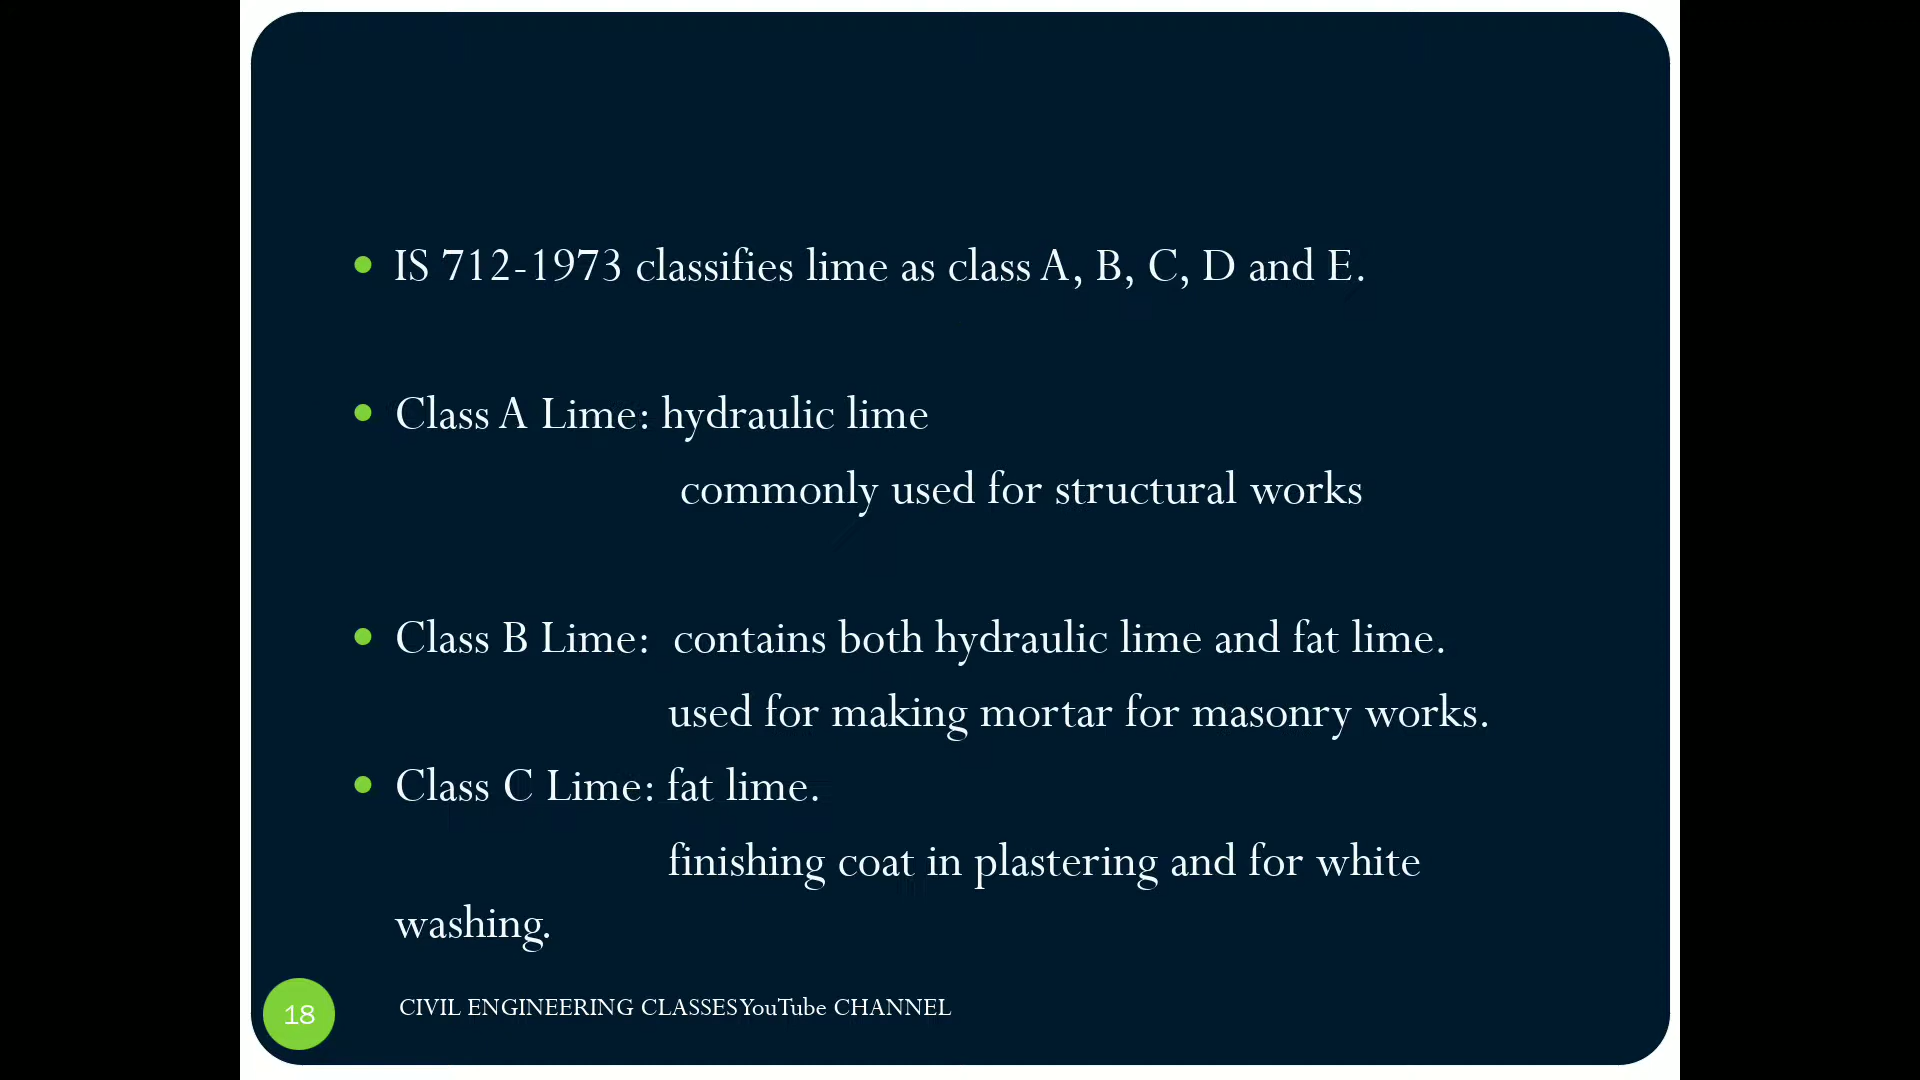 IS 712-1973 classifies lime as class A, B, C, D and E.
Class A Lime: hydraulic lime
commonly used for structural works
Class B Lime: contains both hydraulic lime and fat lime.
used for making mortar for masonry works.
Class C Lime: fat lime.
finishing coat in plastering and for white
washing.
18
CIVIL ENGINEERING CLASSES YouTube CHANNEL